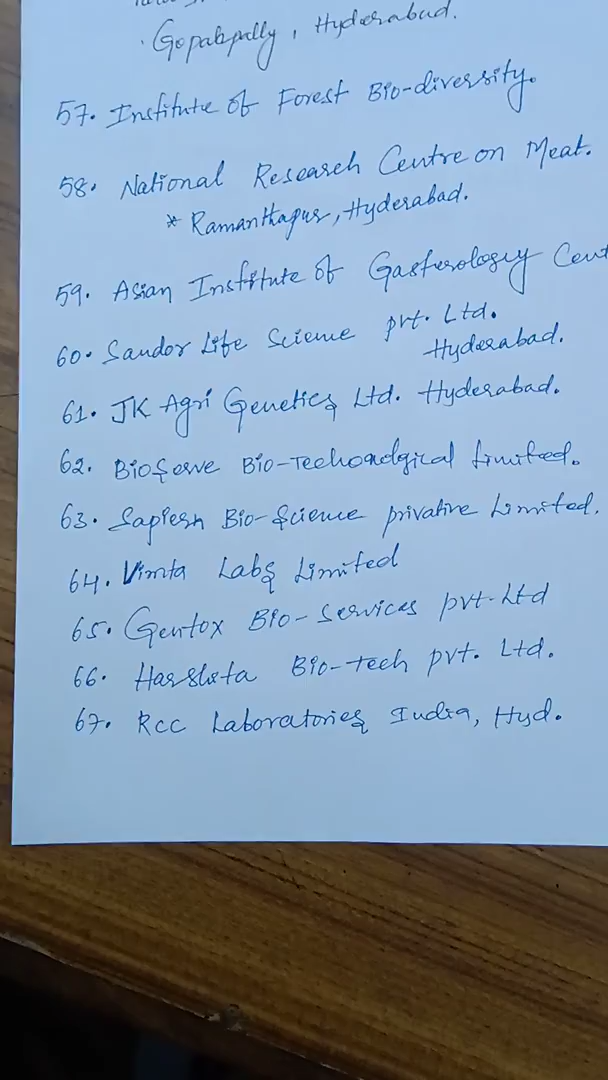 Gopalapally, Hyderabad.
57. Institute of Forest Bio-diversity.
58. National Research Centre on Meat.
* Ramanthapur, Hyderabad.
59. Asian Institute of Gasterology
60. Sandor Life Science pvt. Ltd.
Hyderabad.
61. JK Agri Genetics Ltd. Hyderabad.
62. BioServe Bio-Techonolgical limited.
63. Sapiesn Bio-Science privative Limited.
64. Vimta Labs Limited
65. Gentox Bio-Services pvt. Ltd
66. Harshita Bio-tech pvt. Ltd.
67. Rcc Laboratories India, Hyd.